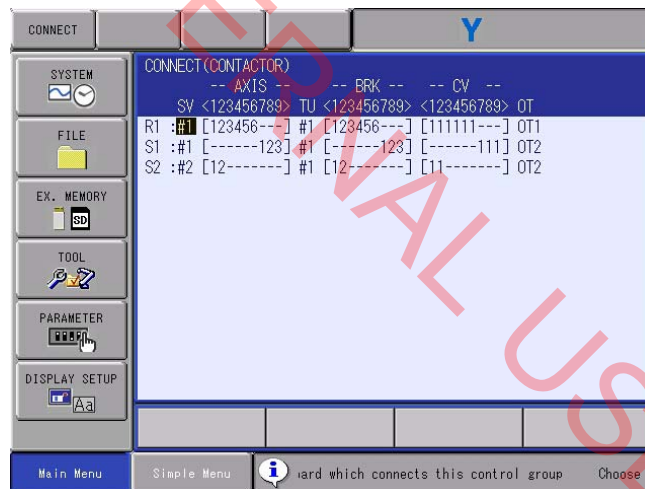 CONNECT
Y
SYSTEM
FILE
EX. MEMORY
SD
TOOL
PARAMETER
DISPLAY SETUP
Aa
CONNECT(CONTACTOR)
-- AXIS -- -- BRK -- -- CV --
SV <123456789> TU <123456789> <123456789> OT
R1 :#1 [123456---] #1 [123456---] [111111---] OT1
S1 :#1 [------123] #1 [------123] [------111] OT2
S2 :#2 [12-------] #1 [12-------] [11-------] OT2
Main Menu
Simple Menu
ard which connects this control group Choose
ERNAL US